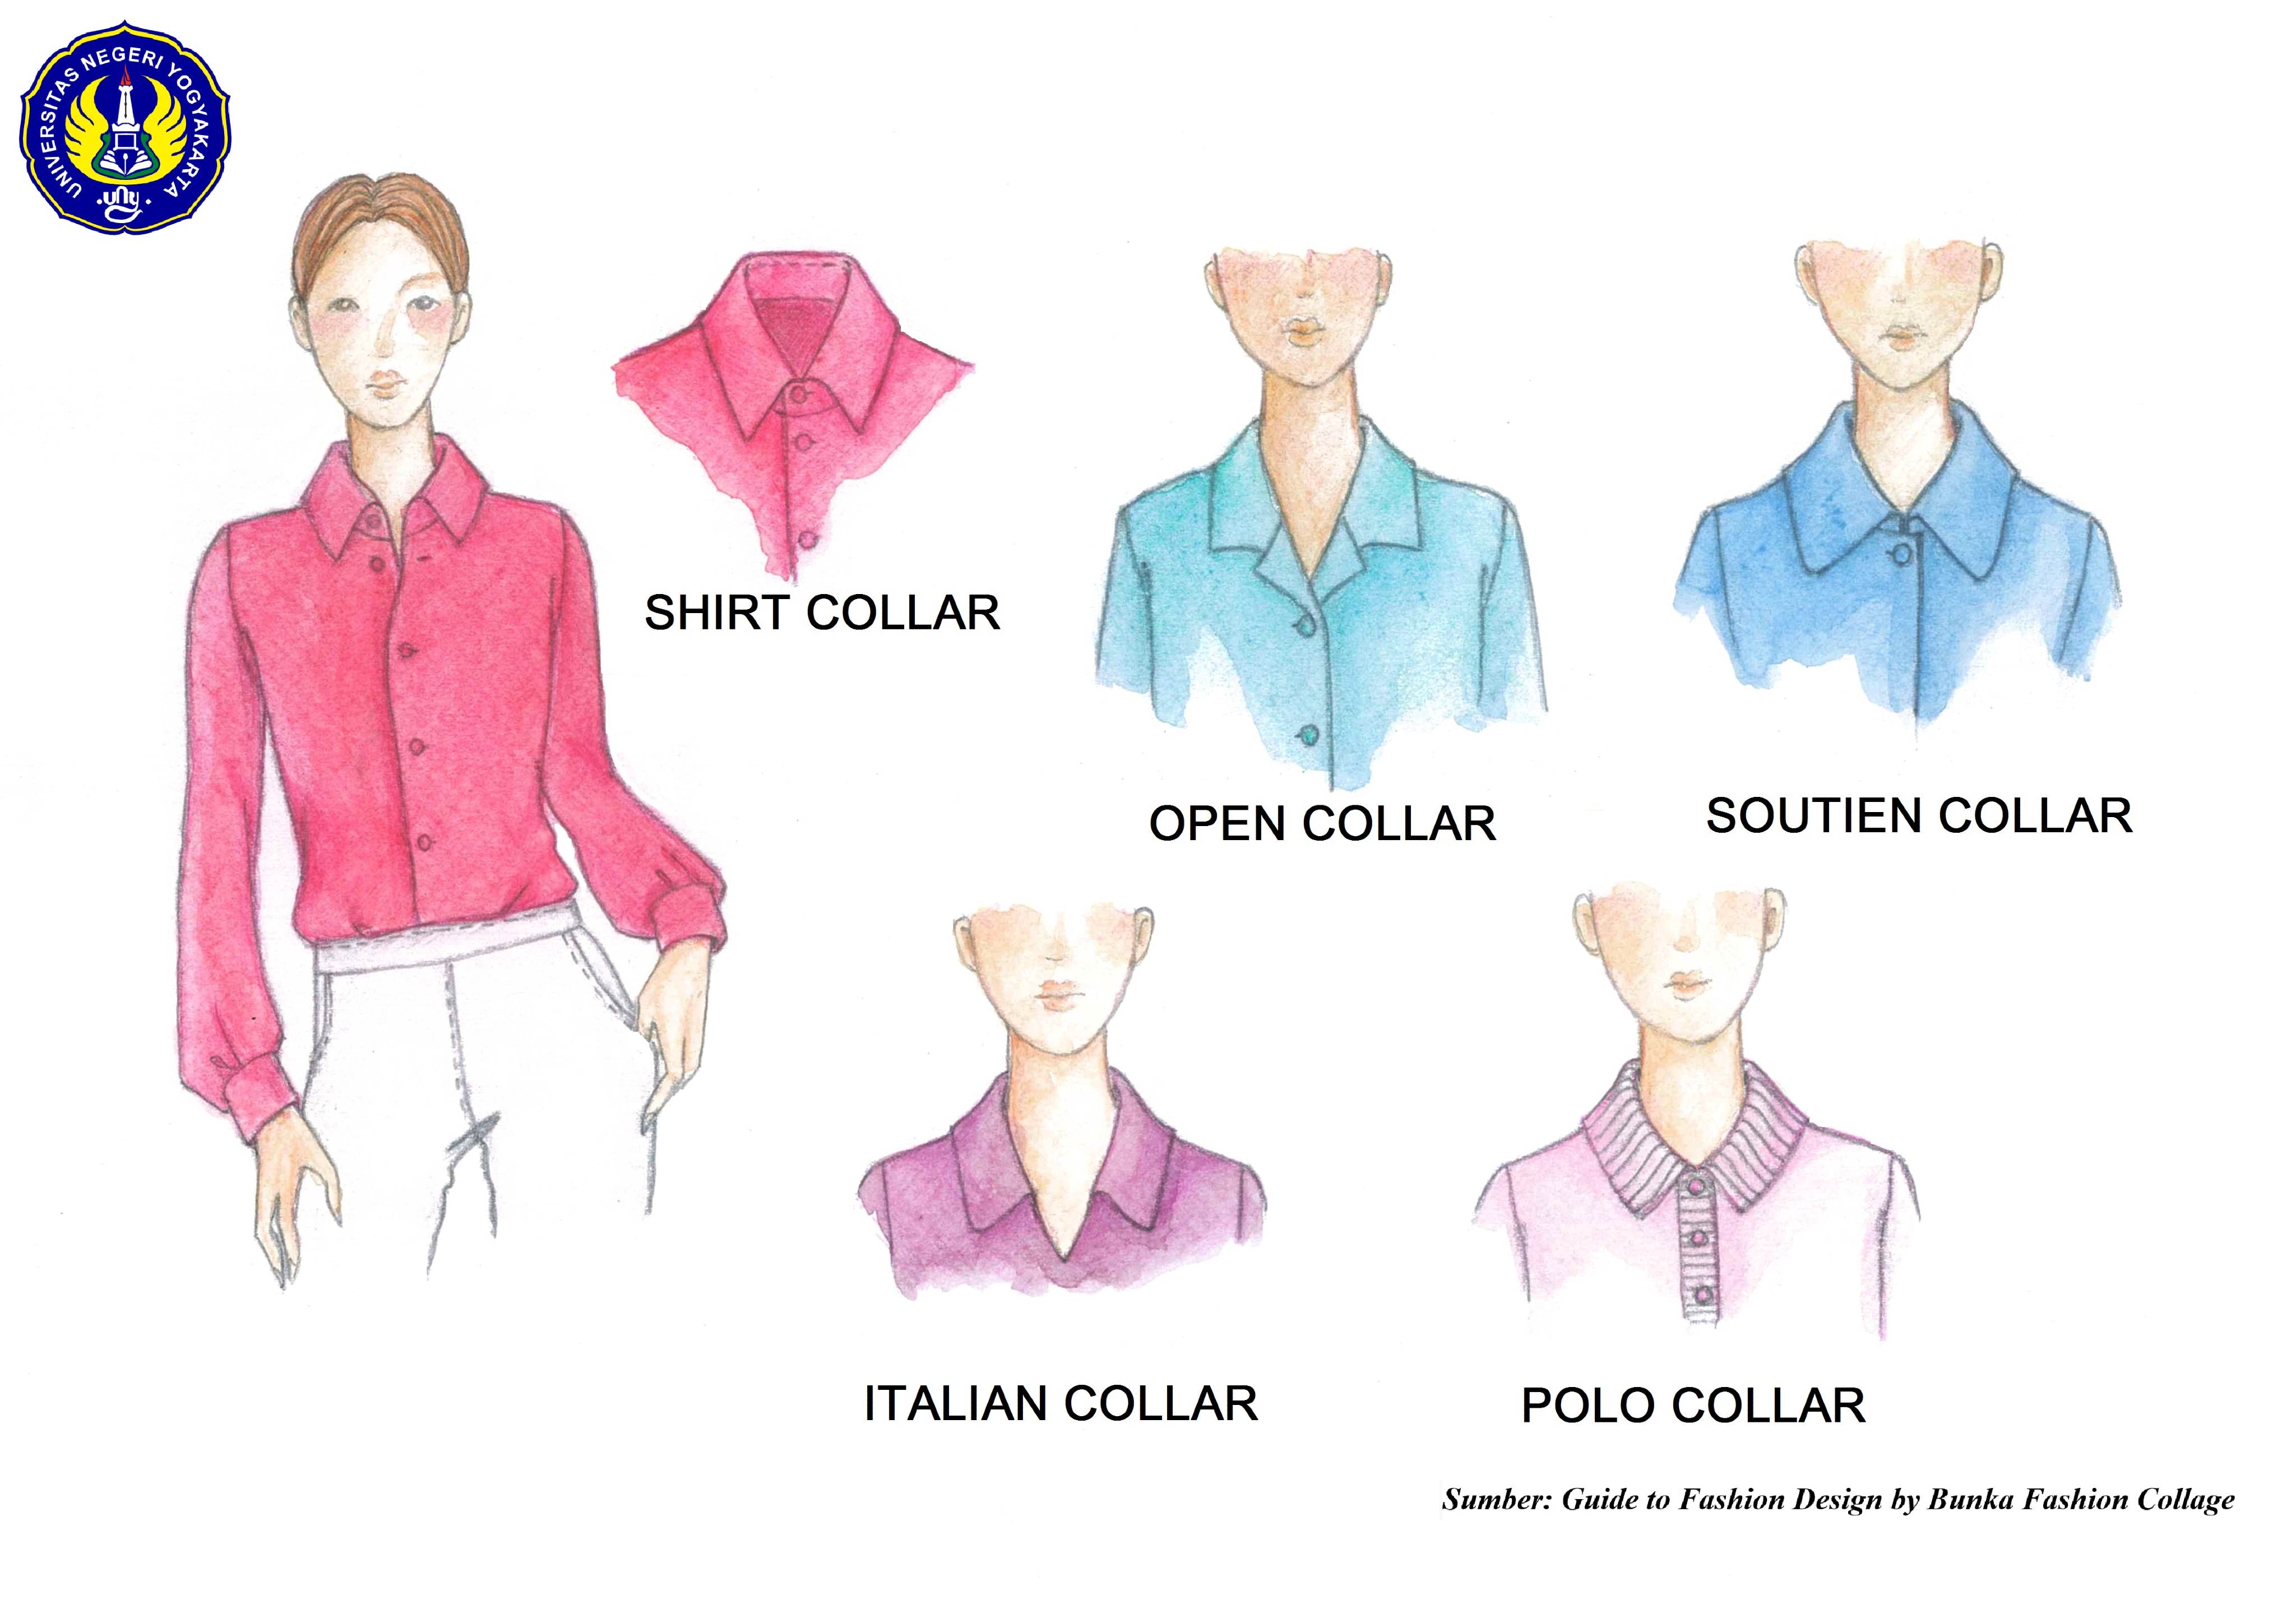 UNIVERSITAS NEGERI YOGYAKARTA
uny
SHIRT COLLAR
OPEN COLLAR
SOUTIEN COLLAR
ITALIAN COLLAR
POLO COLLAR
Sumber: Guide to Fashion Design by Bunka Fashion Collage